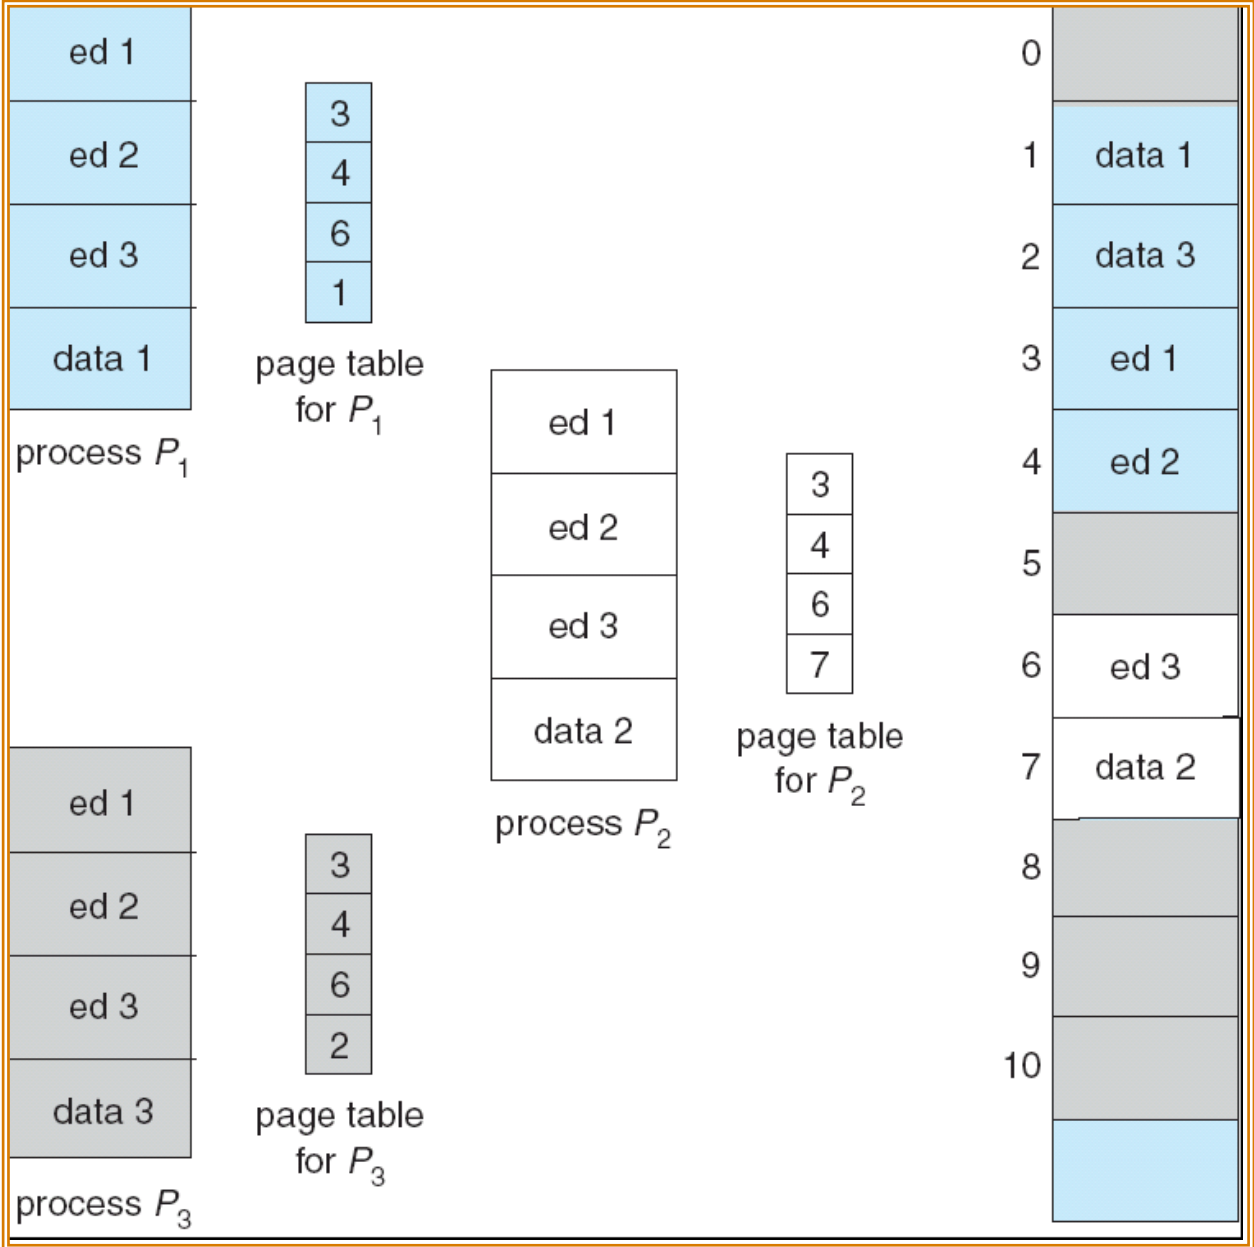 ed 1
ed 2
ed 3
data 1
process P1
3
4
6
1
page table
for P1
ed 1
ed 2
ed 3
data 2
process P2
3
4
6
7
page table
for P2
ed 1
ed 2
ed 3
data 3
process P3
3
4
6
2
page table
for P3
0
1 data 1
2 data 3
3 ed 1
4 ed 2
5
6 ed 3
7 data 2
8
9
10